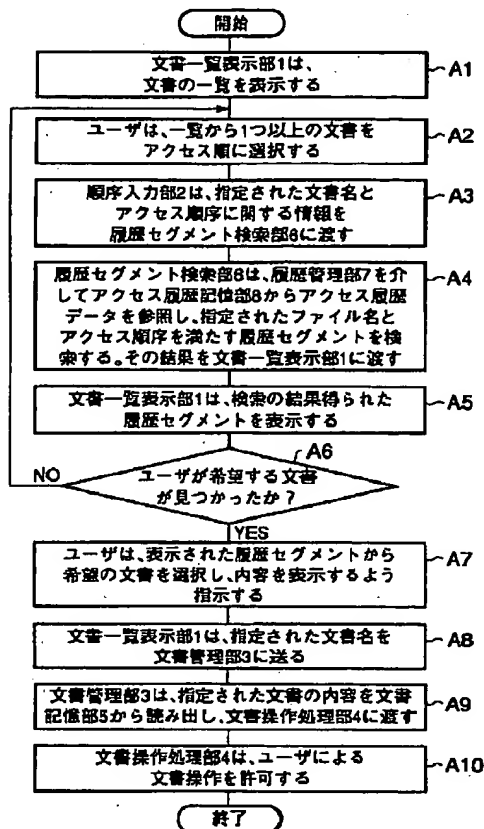 開始
文書一覧表示部1は、
文書の一覧を表示する
A1
ユーザは、一覧から1つ以上の文書を
アクセス順に選択する
A2
順序入力部2は、指定された文書名と
アクセス順序に関する情報を
履歴セグメント検索部6に渡す
A3
履歴セグメント検索部6は、履歴管理部7を介
してアクセス履歴記憶部8からアクセス履歴
データを参照し、指定されたファイル名と
アクセス順序を満たす履歴セグメントを検
索する。その結果を文書一覧表示部1に渡す
A4
文書一覧表示部1は、検索の結果得られた
履歴セグメントを表示する
A5
A6
ユーザが希望する文書
が見つかったか?
NO
YES
ユーザは、表示された履歴セグメントから
希望の文書を選択し、内容を表示するよう
指示する
A7
文書一覧表示部1は、指定された文書名を
文書管理部3に送る
A8
文書管理部3は、指定された文書の内容を文書
記憶部5から読み出し、文書操作処理部4に渡す
A9
文書操作処理部4は、ユーザによる
文書操作を許可する
A10
終了